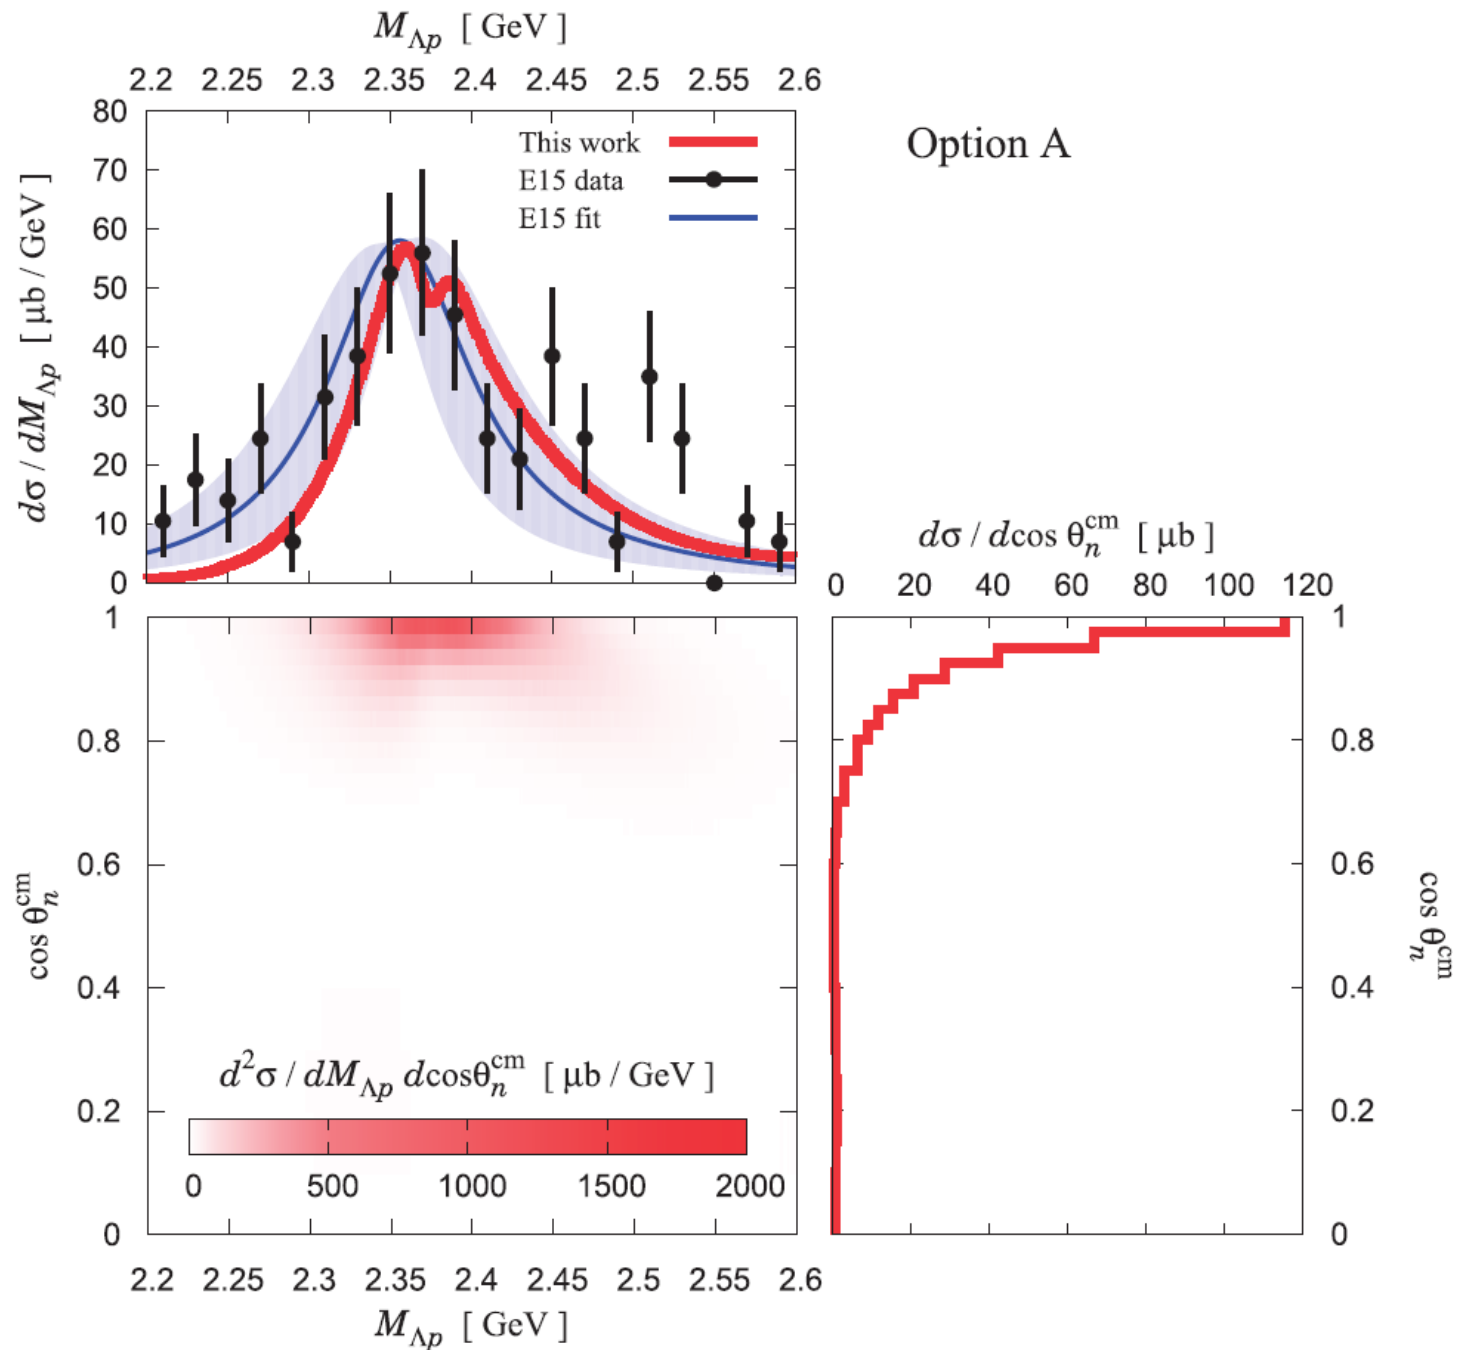 M_Λp [ GeV ]
2.2 2.25 2.3 2.35 2.4 2.45 2.5 2.55 2.6
dσ / dM_Λp [ μb / GeV ]
80
70
60
50
40
30
20
10
0
This work
E15 data
E15 fit
Option A
dσ / dcos θ_n^cm [ μb ]
0 20 40 60 80 100 120
cos θ_n^cm
1
0.8
0.6
0.4
0.2
0
d²σ / dM_Λp dcosθ_n^cm [ μb / GeV ]
0 500 1000 1500 2000
2.2 2.25 2.3 2.35 2.4 2.45 2.5 2.55 2.6
M_Λp [ GeV ]
1
0.8
0.6
0.4
0.2
0
cos θ_n^cm